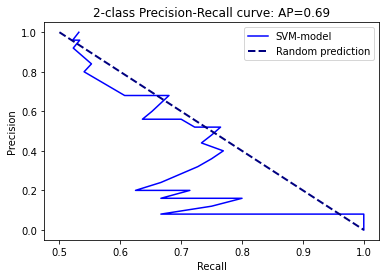 2-class Precision-Recall curve: AP=0.69
SVM-model
Random prediction
Precision
1.0
0.8
0.6
0.4
0.2
0.0
0.5 0.6 0.7 0.8 0.9 1.0
Recall